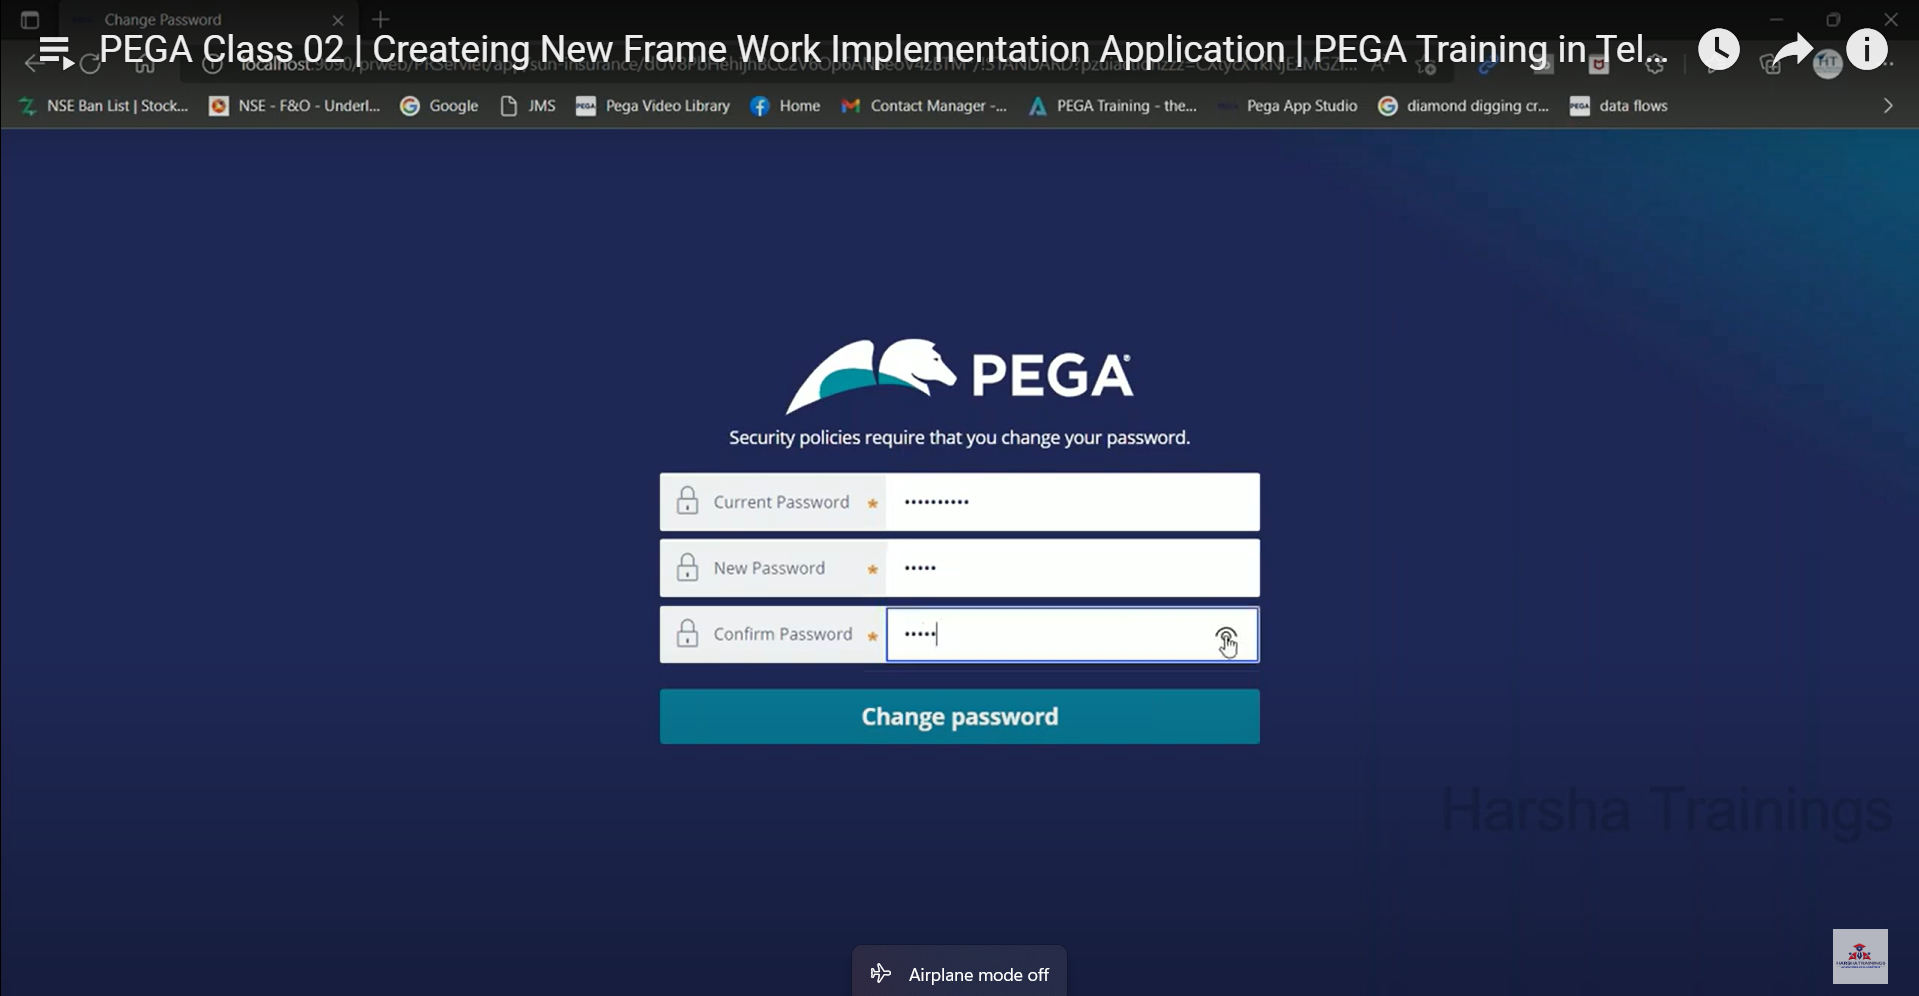 Change Password
PEGA Class 02 | Createing New Frame Work Implementation Application | PEGA Training in Tel...
NSE Ban List | Stock... NSE - F&O - Underl... Google JMS Pega Video Library Home Contact Manager -... PEGA Training - the... Pega App Studio diamond digging cr... data flows
PEGA
Security policies require that you change your password.
Current Password *
New Password *
Confirm Password *
Change password
Harsha Trainings
HARSHA TRAININGS
Airplane mode off